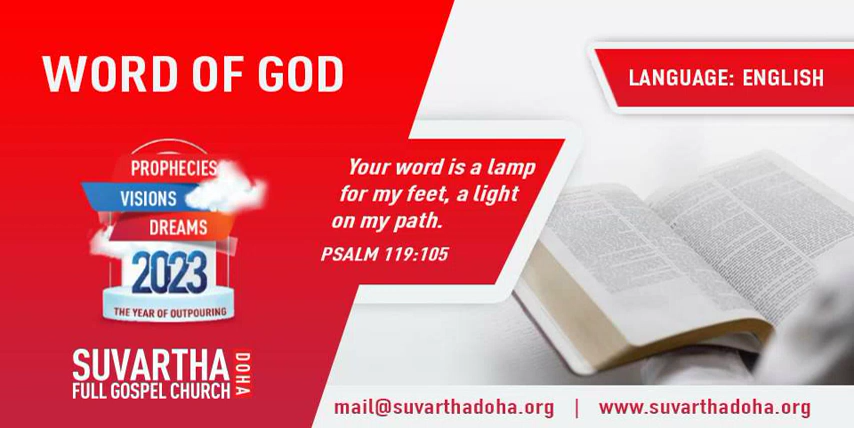 WORD OF GOD
LANGUAGE: ENGLISH
PROPHECIES
VISIONS
DREAMS
2023
THE YEAR OF OUTPOURING
Your word is a lamp
for my feet, a light
on my path.
PSALM 119:105
SUVARTHA
DOHA
FULL GOSPEL CHURCH
mail@suvarthadoha.org | www.suvarthadoha.org